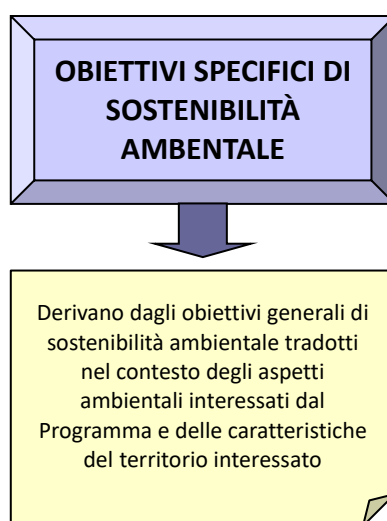 OBIETTIVI SPECIFICI DI
SOSTENIBILITÀ
AMBENTALE
Derivano dagli obiettivi generali di
sostenibilità ambientale tradotti
nel contesto degli aspetti
ambientali interessati dal
Programma e delle caratteristiche
del territorio interessato